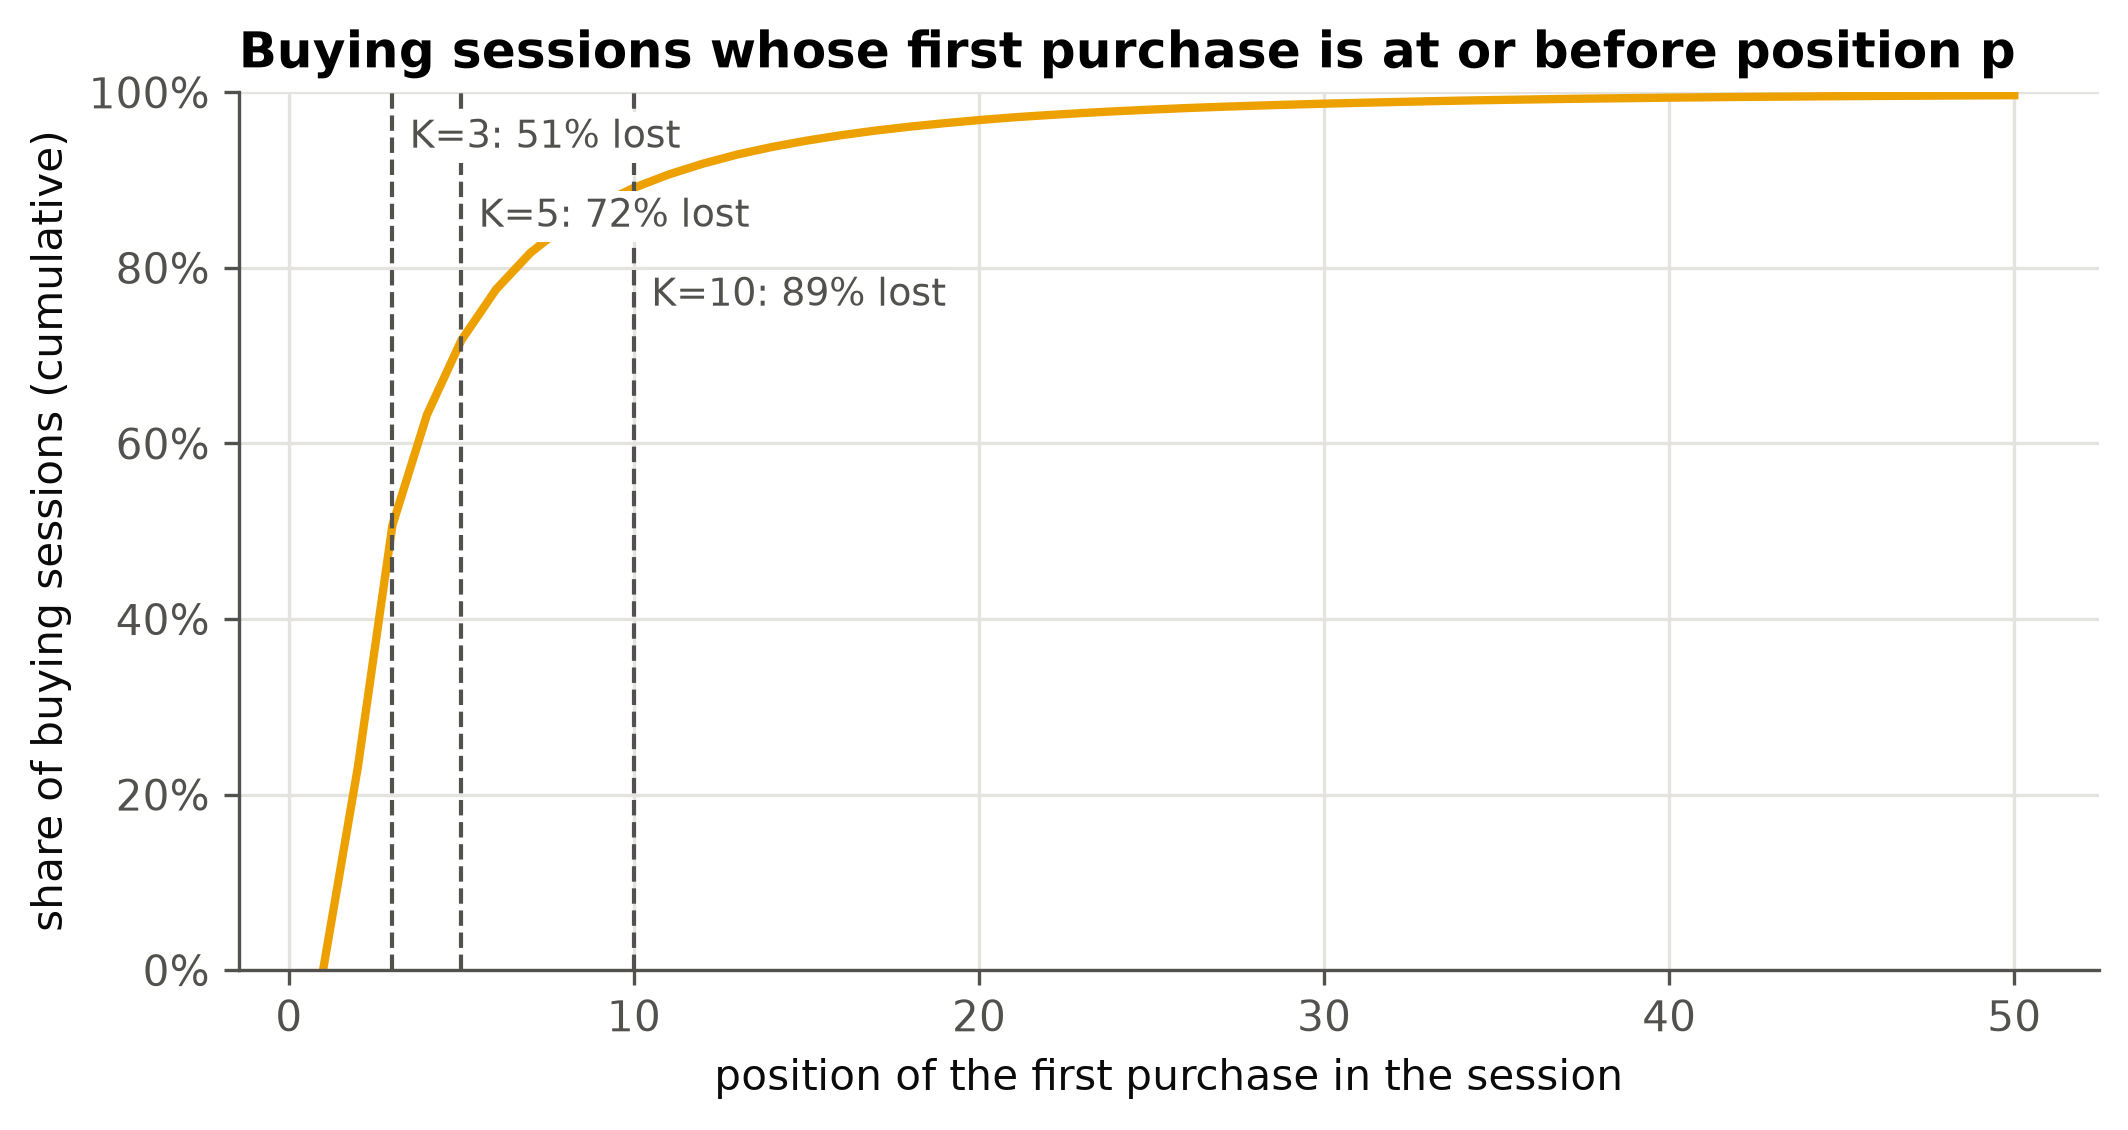 Buying sessions whose first purchase is at or before position p
share of buying sessions (cumulative)
100%
80%
60%
40%
20%
0%
K=3: 51% lost
K=5: 72% lost
K=10: 89% lost
0 10 20 30 40 50
position of the first purchase in the session